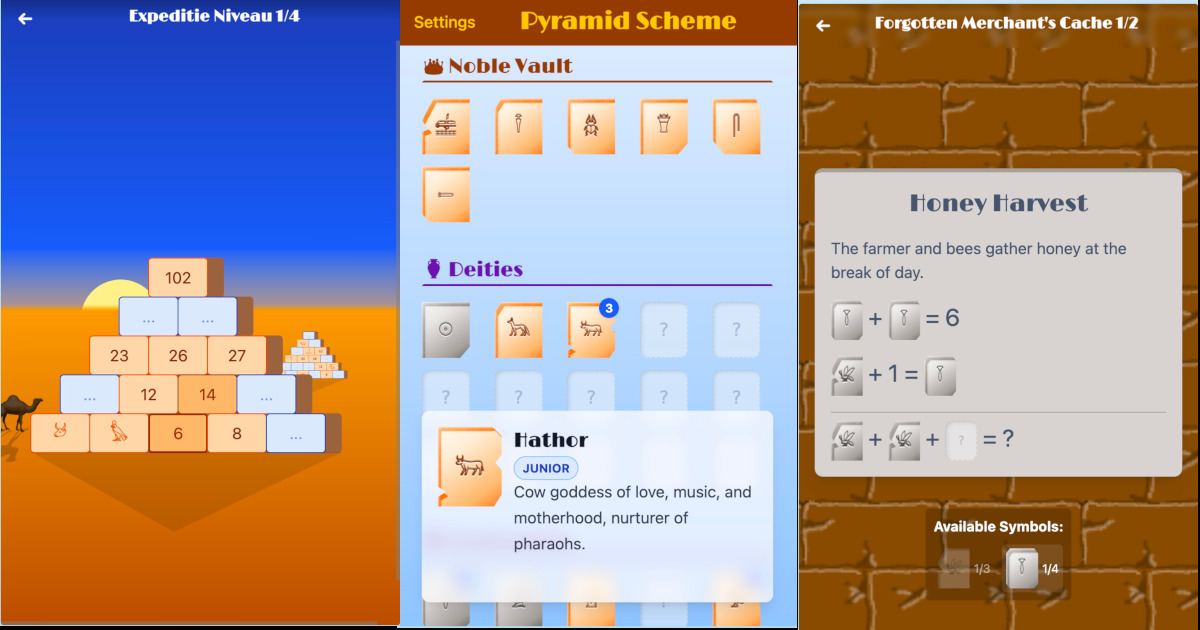 Expeditie Niveau 1/4
102
... ...
23 26 27
... 12 14 ...
6 8 ...
Settings
Pyramid Scheme
Noble Vault
Deities
3
? ?
? ? ? ? ?
Hathor
JUNIOR
Cow goddess of love, music, and
motherhood, nurturer of
pharaohs.
Forgotten Merchant's Cache 1/2
Honey Harvest
The farmer and bees gather honey at the
break of day.
+ = 6
+ 1 =
+ + ? = ?
Available Symbols:
1/3 1/4